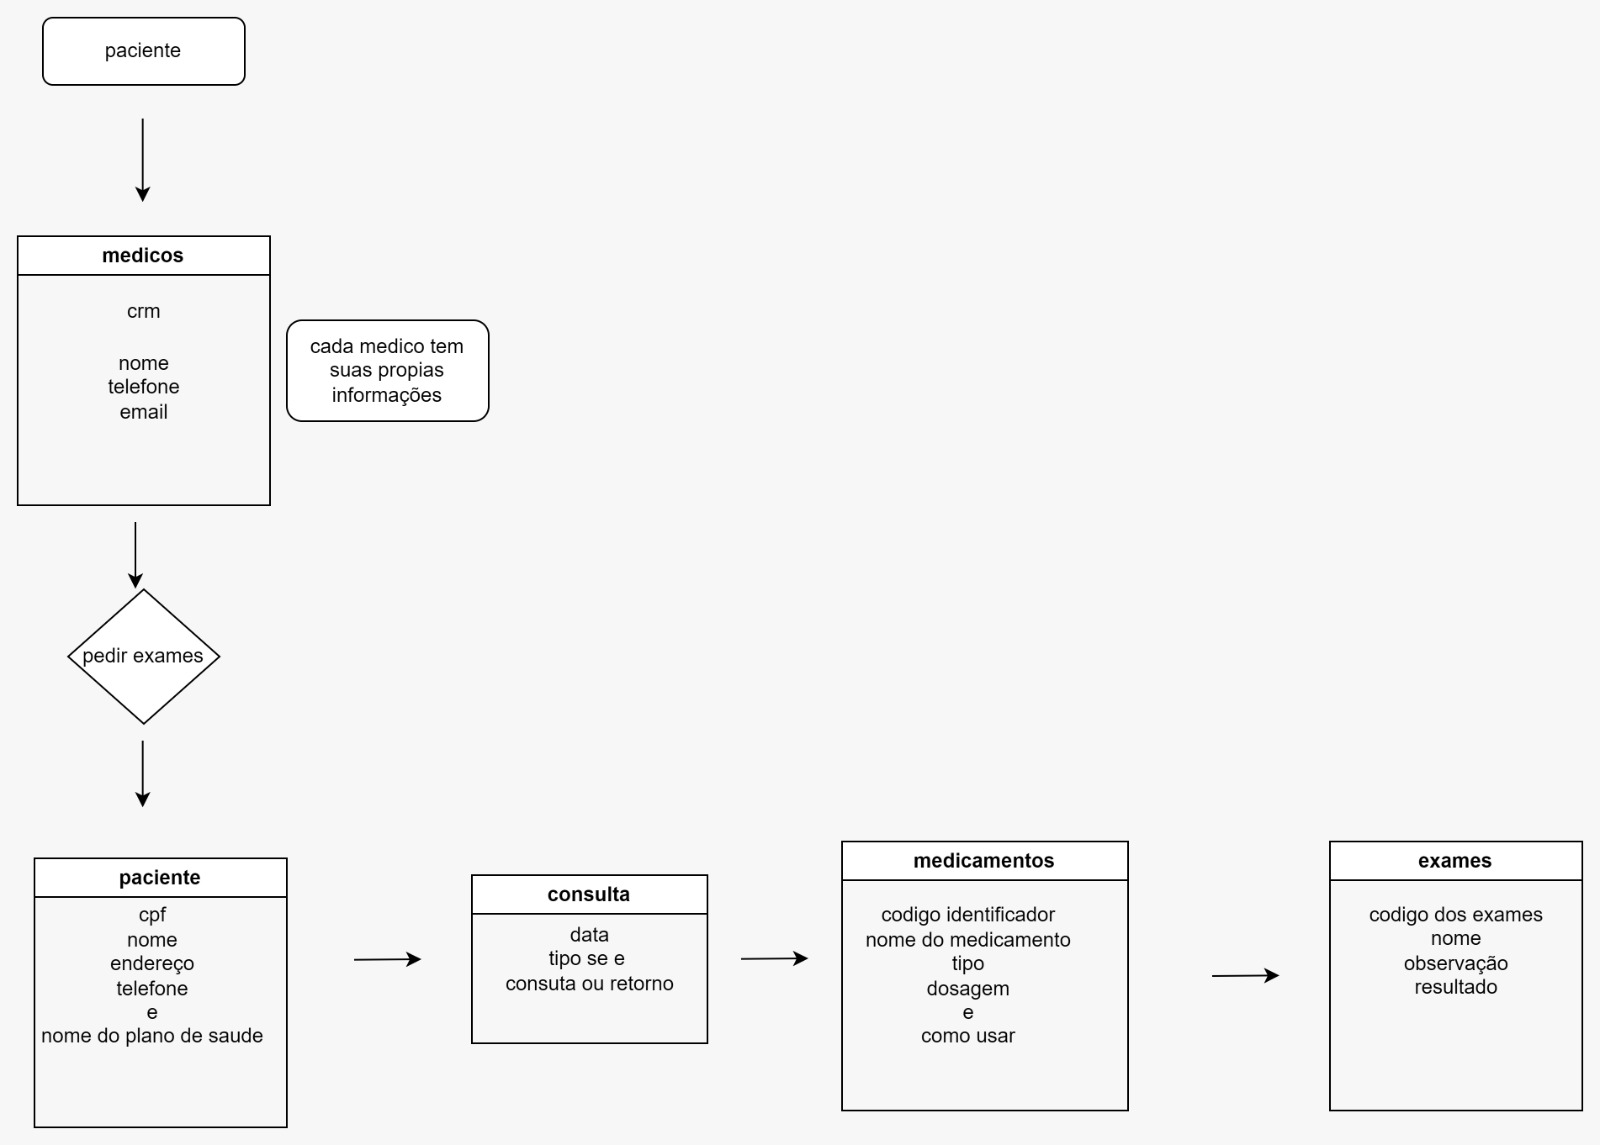 paciente
medicos
crm
nome
telefone
email
cada medico tem
suas propias
informações
pedir exames
paciente
cpf
nome
endereço
telefone
e
nome do plano de saude
consulta
data
tipo se e
consuta ou retorno
medicamentos
codigo identificador
nome do medicamento
tipo
dosagem
e
como usar
exames
codigo dos exames
nome
observação
resultado